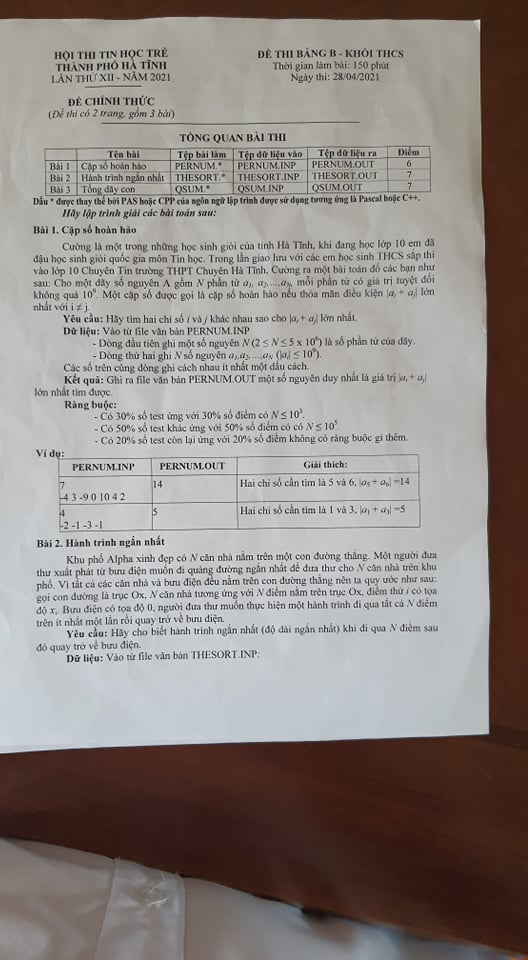 HỘI THI TIN HỌC TRẺ
THÀNH PHỐ HÀ TĨNH
LẦN THỨ XII - NĂM 2021
ĐỀ THI BẢNG B - KHỐI THCS
Thời gian làm bài: 150 phút
Ngày thi: 28/04/2021
ĐỀ CHÍNH THỨC
(Đề thi có 2 trang, gồm 3 bài)
TỔNG QUAN BÀI THI
Tên bài Tệp bài làm Tệp dữ liệu vào Tệp dữ liệu ra Điểm
Bài 1 Cặp số hoàn hảo PERNUM.* PERNUM.INP PERNUM.OUT 6
Bài 2 Hành trình ngắn nhất THESORT.* THESORT.INP THESORT.OUT 7
Bài 3 Tổng dãy con QSUM.* QSUM.INP QSUM.OUT 7
Dấu * được thay thế bởi PAS hoặc CPP của ngôn ngữ lập trình được sử dụng tương ứng là Pascal hoặc C++.
Hãy lập trình giải các bài toán sau:
Bài 1. Cặp số hoàn hảo
Cường là một trong những học sinh giỏi của tỉnh Hà Tĩnh, khi đang học lớp 10 em đã
đậu học sinh giỏi quốc gia môn Tin học. Trong lần giao lưu với các em học sinh THCS sắp thi
vào lớp 10 Chuyên Tin trường THPT Chuyên Hà Tĩnh, Cường ra một bài toán đố các bạn như
sau: Cho một dãy số nguyên A gồm N phần tử a₁, a₂,...,aₙ, mỗi phần tử có giá trị tuyệt đối
không quá 10⁹. Một cặp số được gọi là cặp số hoàn hảo nếu thỏa mãn điều kiện |aᵢ + aⱼ| lớn
nhất với i ≠ j.
Yêu cầu: Hãy tìm hai chỉ số i và j khác nhau sao cho |aᵢ + aⱼ| lớn nhất.
Dữ liệu: Vào từ file văn bản PERNUM.INP
- Dòng đầu tiên ghi một số nguyên N (2 ≤ N ≤ 5 x 10⁶) là số phần tử của dãy.
- Dòng thứ hai ghi N số nguyên a₁,a₂,...,aN (|aᵢ| ≤ 10⁹).
Các số trên cùng dòng ghi cách nhau ít nhất một dấu cách.
Kết quả: Ghi ra file văn bản PERNUM.OUT một số nguyên duy nhất là giá trị |aᵢ + aⱼ|
lớn nhất tìm được.
Ràng buộc:
- Có 30% số test ứng với 30% số điểm có N ≤ 10³.
- Có 50% số test khác ứng với 50% số điểm có có N ≤ 10⁵.
- Có 20% số test còn lại ứng với 20% số điểm không có ràng buộc gì thêm.
Ví dụ:
PERNUM.INP PERNUM.OUT Giải thích:
7 14 Hai chỉ số cần tìm là 5 và 6, |a₅ + a₆| =14
-4 3 -9 0 10 4 2
4 5 Hai chỉ số cần tìm là 1 và 3, |a₁ + a₃| =5
-2 -1 -3 -1
Bài 2. Hành trình ngắn nhất
Khu phố Alpha xinh đẹp có N căn nhà nằm trên một con đường thẳng. Một người đưa
thư xuất phát từ bưu điện muốn đi quãng đường ngắn nhất để đưa thư cho N căn nhà trên khu
phố. Vì tất cả các căn nhà và bưu điện đều nằm trên con đường thẳng nên ta quy ước như sau:
gọi con đường là trục Ox, N căn nhà tương ứng với N điểm nằm trên trục Ox, điểm thứ i có tọa
độ xᵢ. Bưu điện có tọa độ 0, người đưa thư muốn thực hiện một hành trình đi qua tất cả N điểm
trên ít nhất một lần rồi quay trở về bưu điện.
Yêu cầu: Hãy cho biết hành trình ngắn nhất (độ dài ngắn nhất) khi đi qua N điểm sau
đó quay trở về bưu điện.
Dữ liệu: Vào từ file văn bản THESORT.INP: